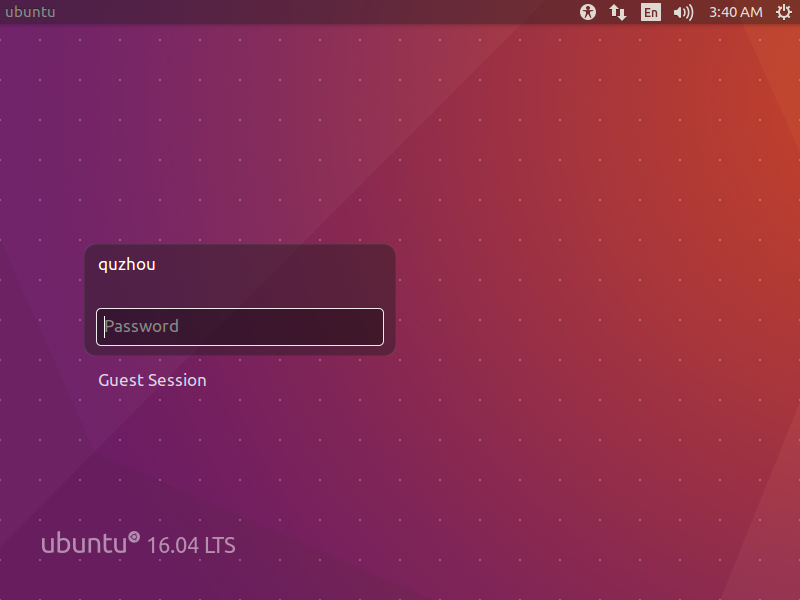 ubuntu
En
3:40 AM
quzhou
Password
Guest Session
ubuntu 16.04 LTS